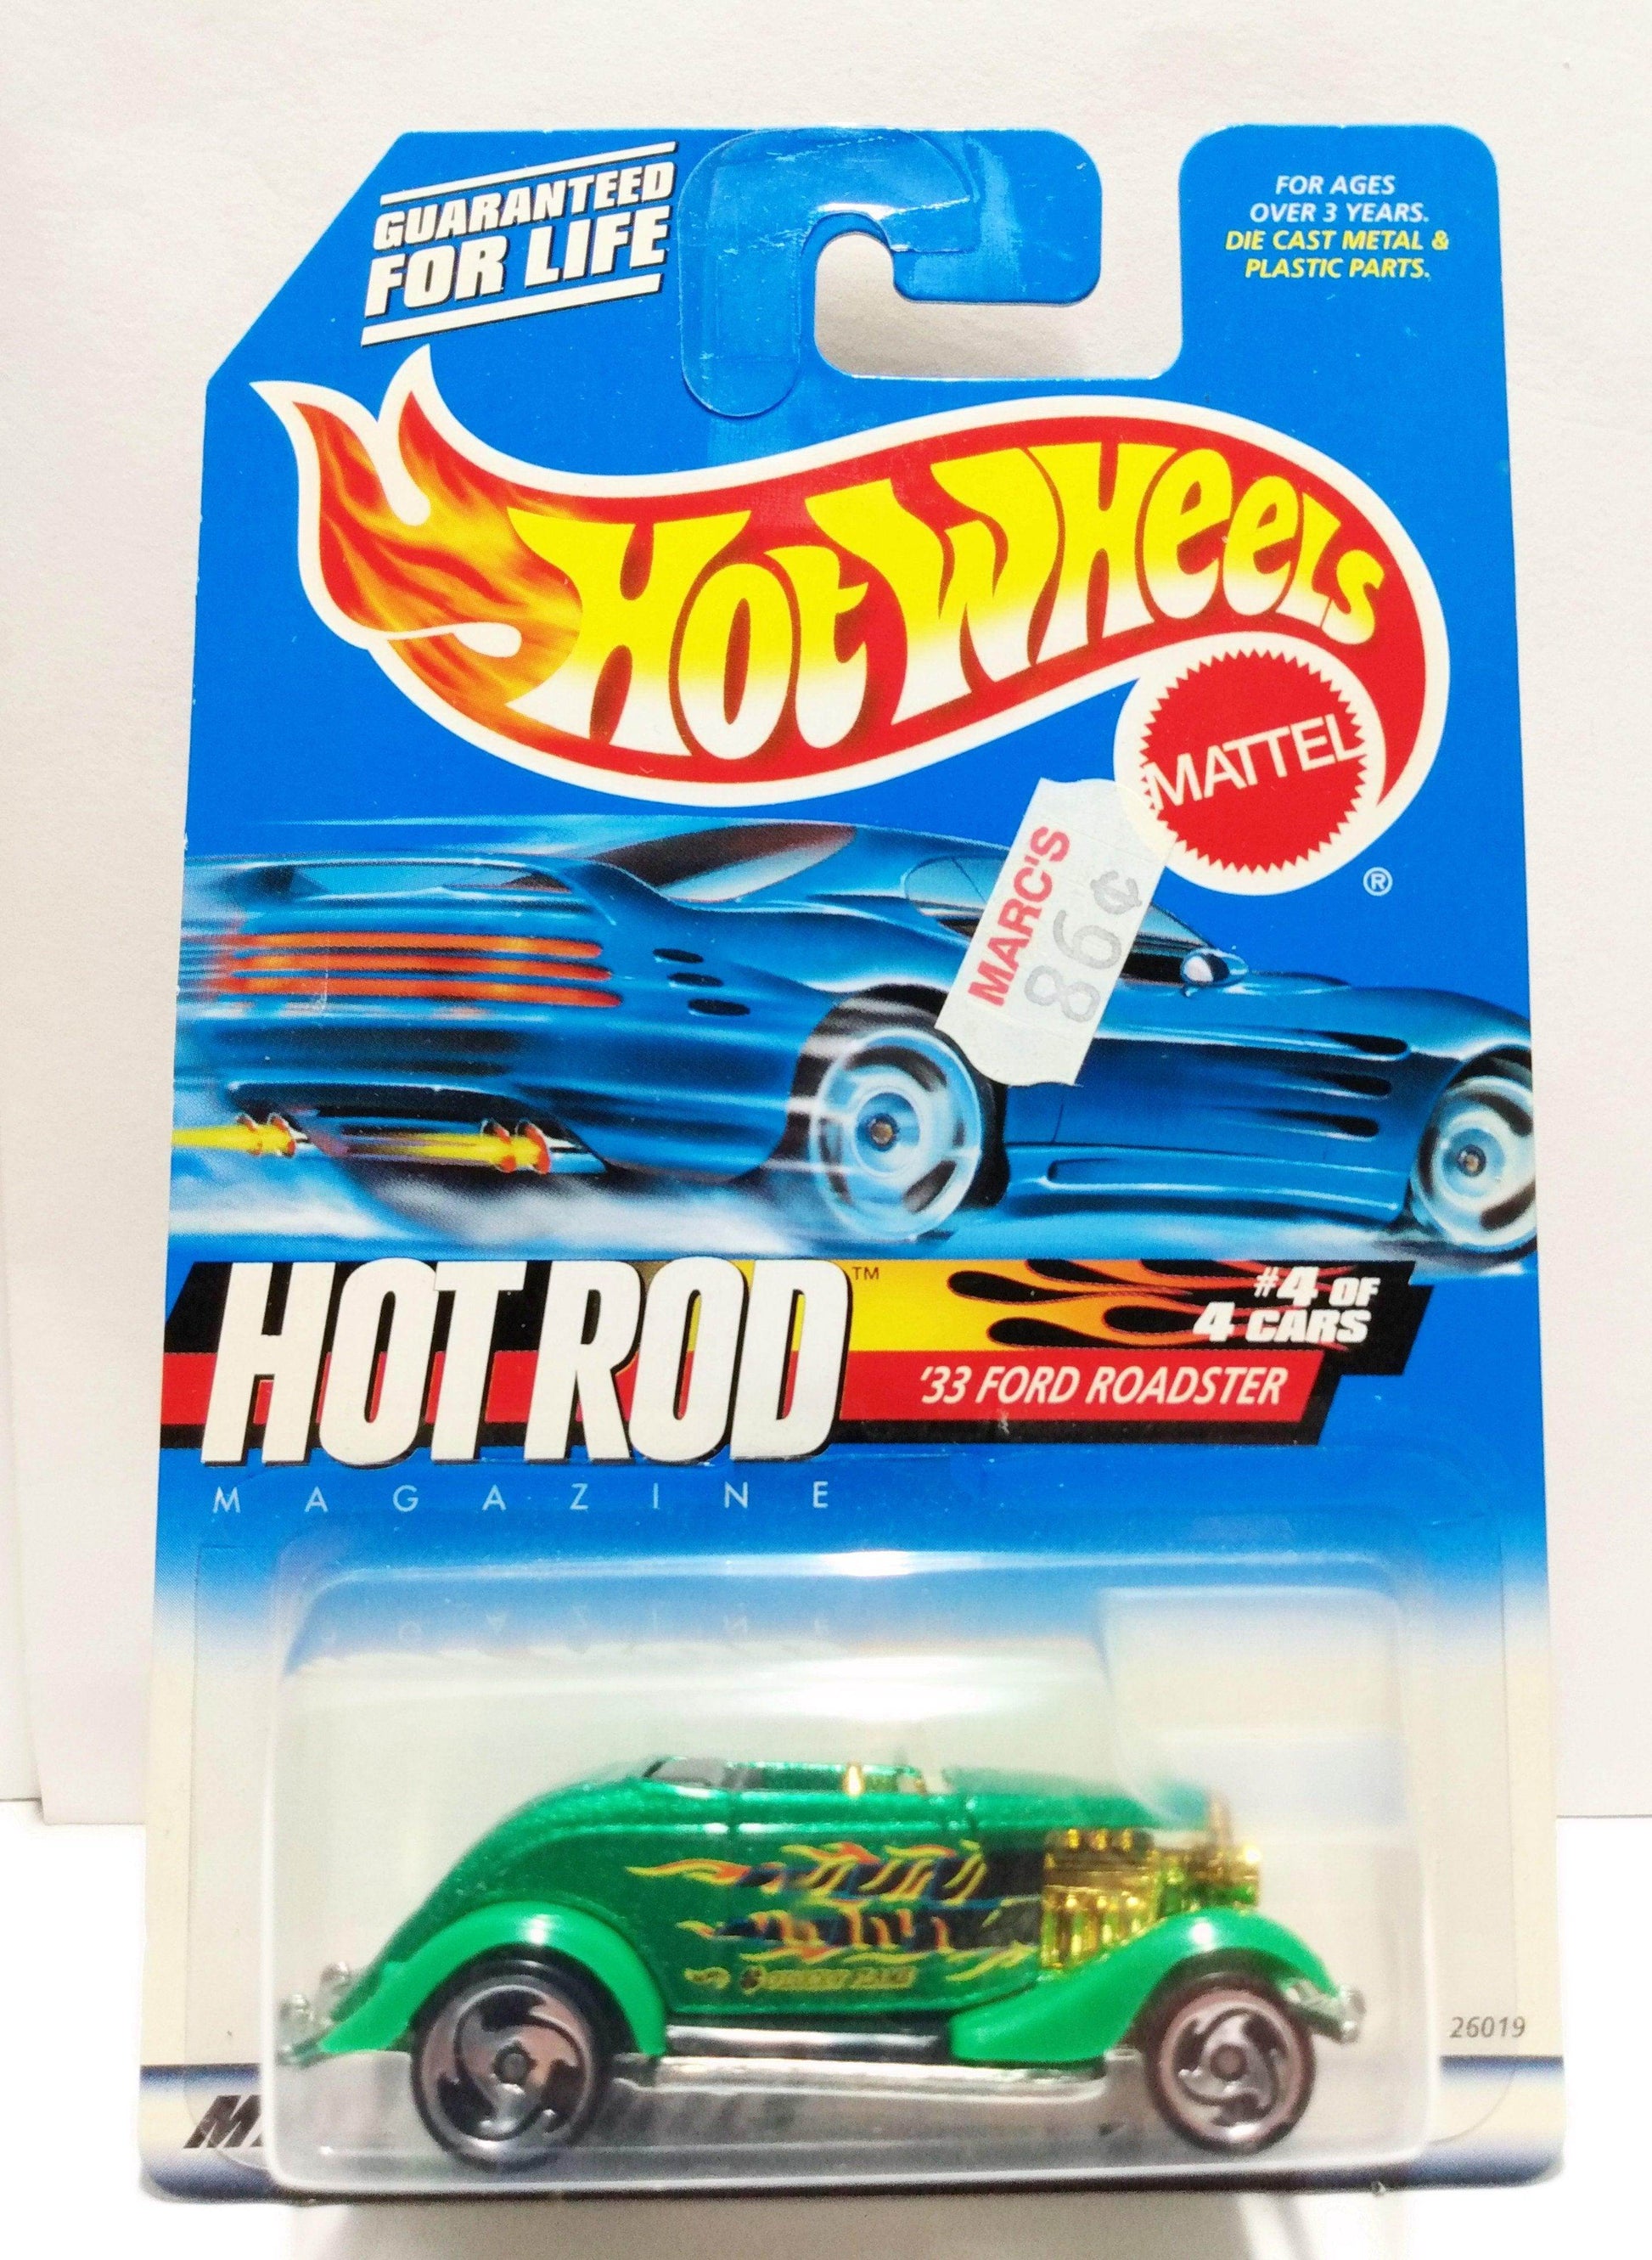 GUARANTEED
FOR LIFE
FOR AGES
OVER 3 YEARS.
DIE CAST METAL &
PLASTIC PARTS.
HOT WHEELS
MATTEL
®
MARC'S
86¢
HOT ROD™
MAGAZINE
#4 OF
4 CARS
'33 FORD ROADSTER
26019